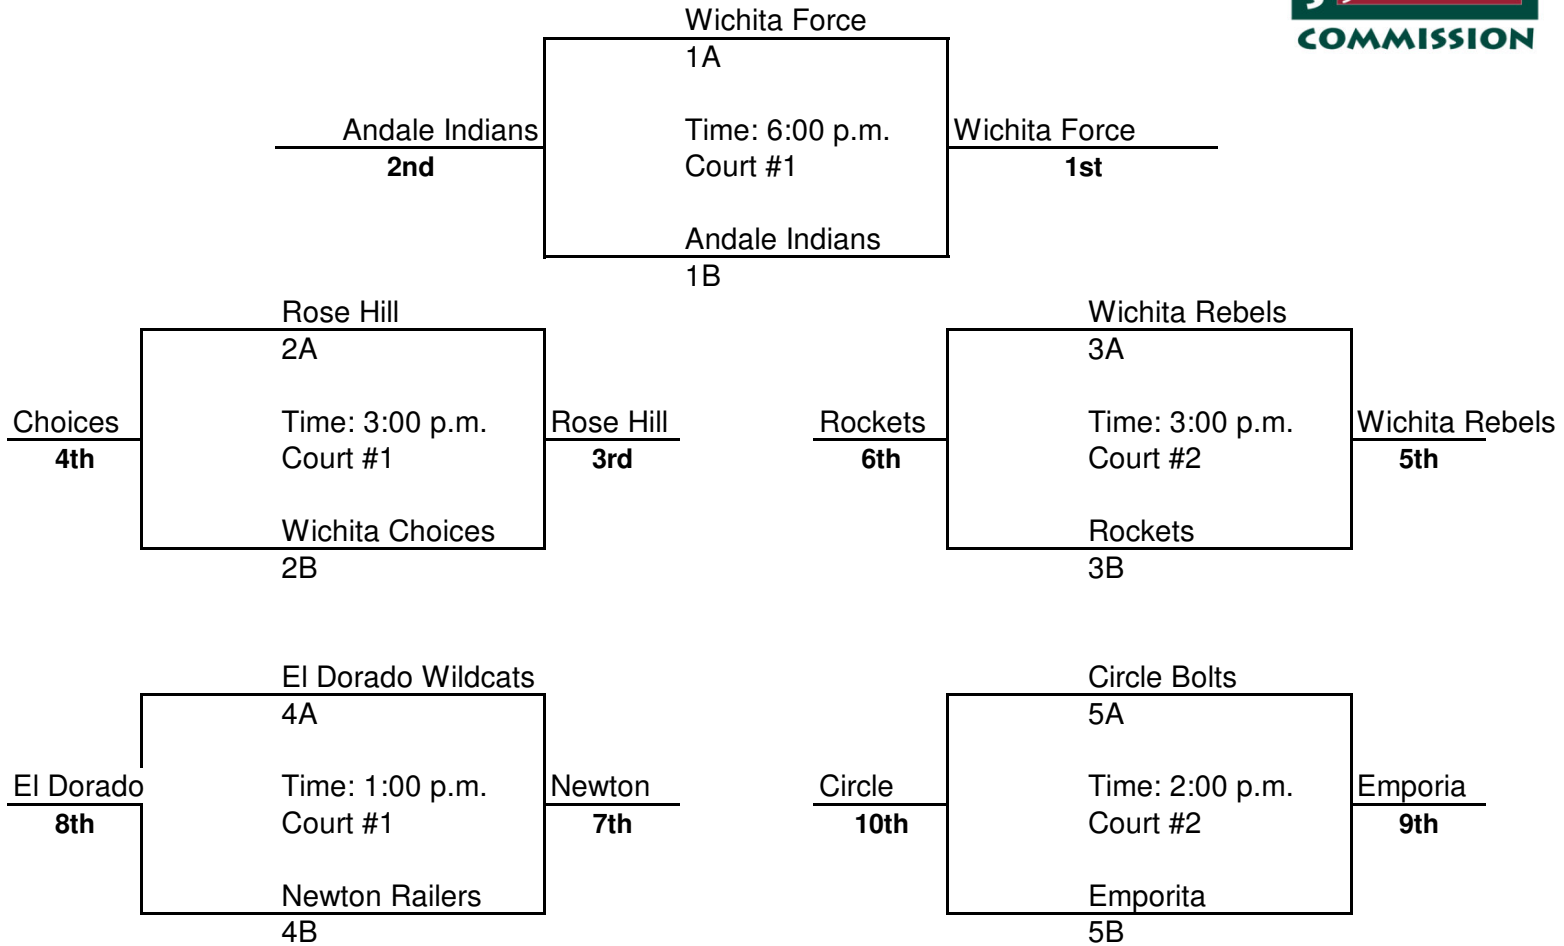 COMMISSION
Wichita Force
1A
Andale Indians
2nd
Time: 6:00 p.m.
Court #1
Wichita Force
1st
Andale Indians
1B
Rose Hill
2A
Choices
4th
Time: 3:00 p.m.
Court #1
Rose Hill
3rd
Wichita Choices
2B
Wichita Rebels
3A
Rockets
6th
Time: 3:00 p.m.
Court #2
Wichita Rebels
5th
Rockets
3B
El Dorado Wildcats
4A
El Dorado
8th
Time: 1:00 p.m.
Court #1
Newton
7th
Newton Railers
4B
Circle Bolts
5A
Circle
10th
Time: 2:00 p.m.
Court #2
Emporia
9th
Emporita
5B